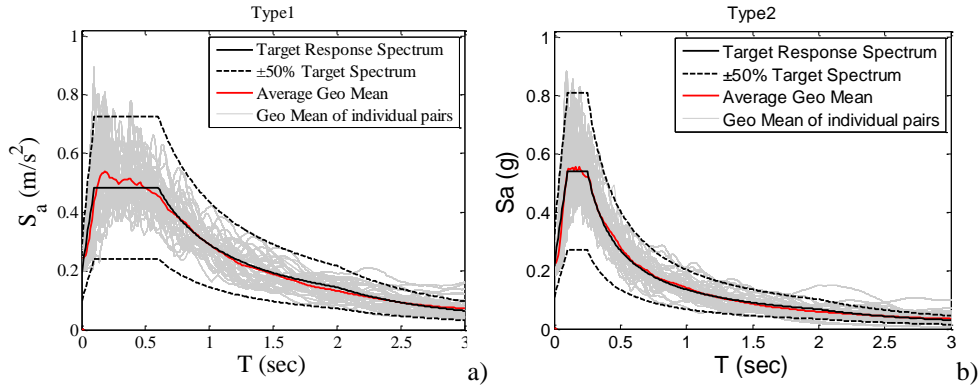 Type1
1
0.8
0.6
0.4
0.2
0
S_a (m/s²)
Target Response Spectrum
±50% Target Spectrum
Average Geo Mean
Geo Mean of individual pairs
0 0.5 1 1.5 2 2.5 3
T (sec)
a)
Type2
1
0.8
0.6
0.4
0.2
0
Sa (g)
Target Response Spectrum
±50% Target Spectrum
Average Geo Mean
Geo Mean of individual pairs
0 0.5 1 1.5 2 2.5 3
T (sec)
b)